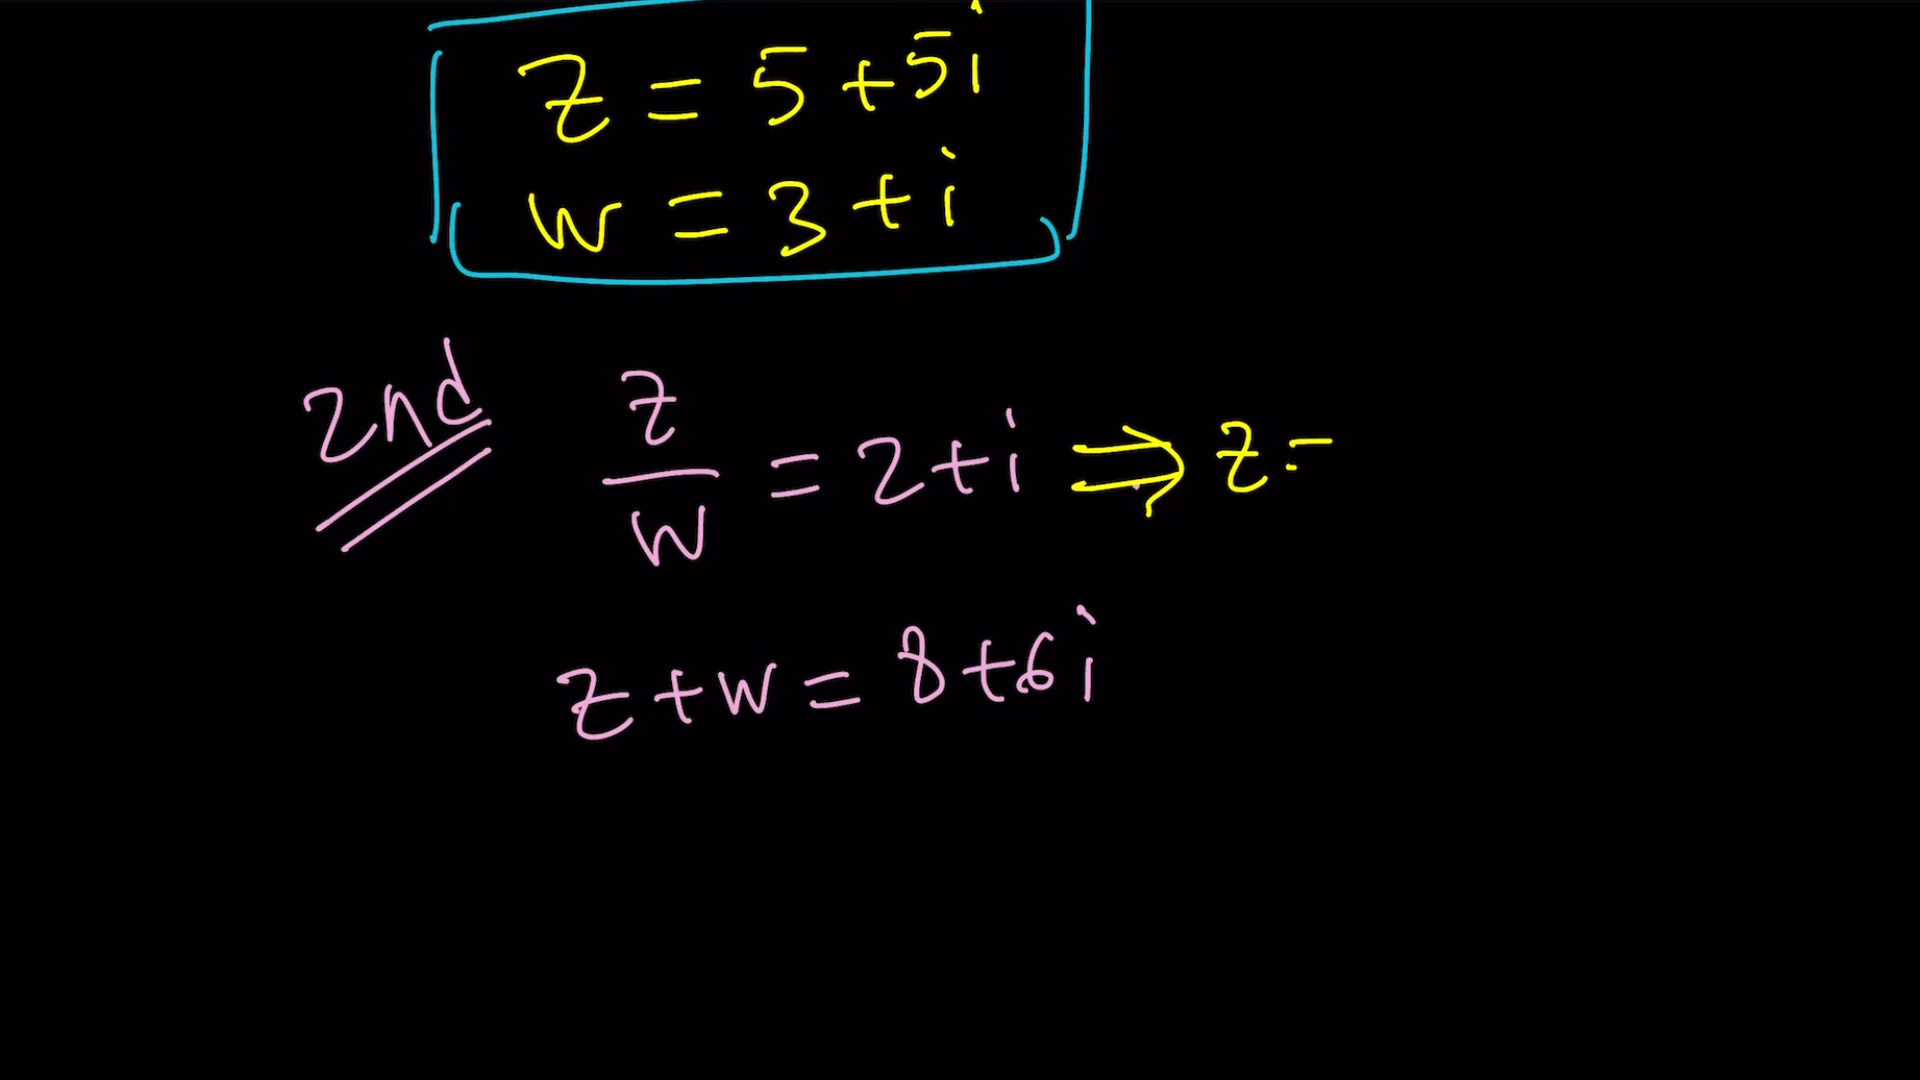 z = 5 + 5i
w = 3 + i
2nd z/w = 2 + i ⇒ z =
z + w = 8 + 6i